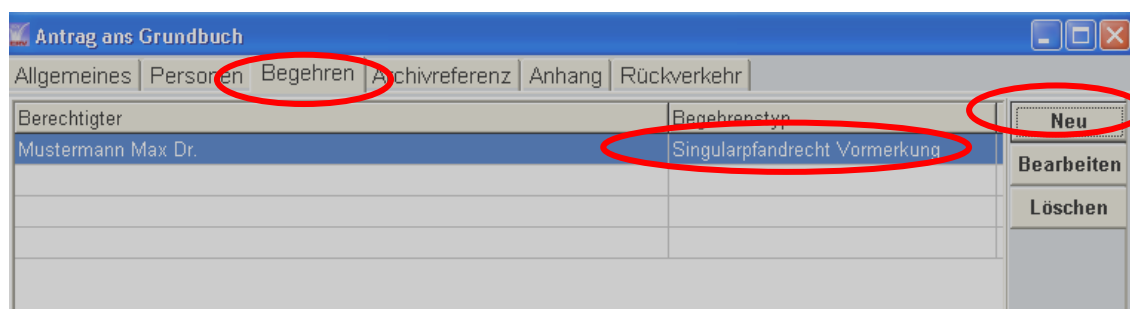 Antrag ans Grundbuch
Allgemeines Personen Begehren Archivreferenz Anhang Rückverkehr
Berechtigter Begehrenstyp Neu
Mustermann Max Dr. Singularpfandrecht Vormerkung
Bearbeiten
Löschen